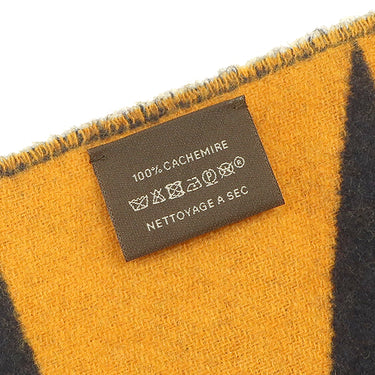 100% CACHEMIRE
NETTOYAGE A SEC